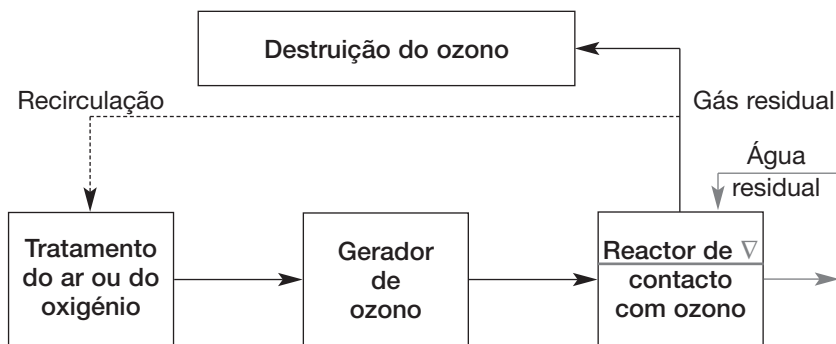 Destruição do ozono
Recirculação
Gás residual
Água
residual
Tratamento
do ar ou do
oxigénio
Gerador
de
ozono
Reactor de
contacto
com ozono